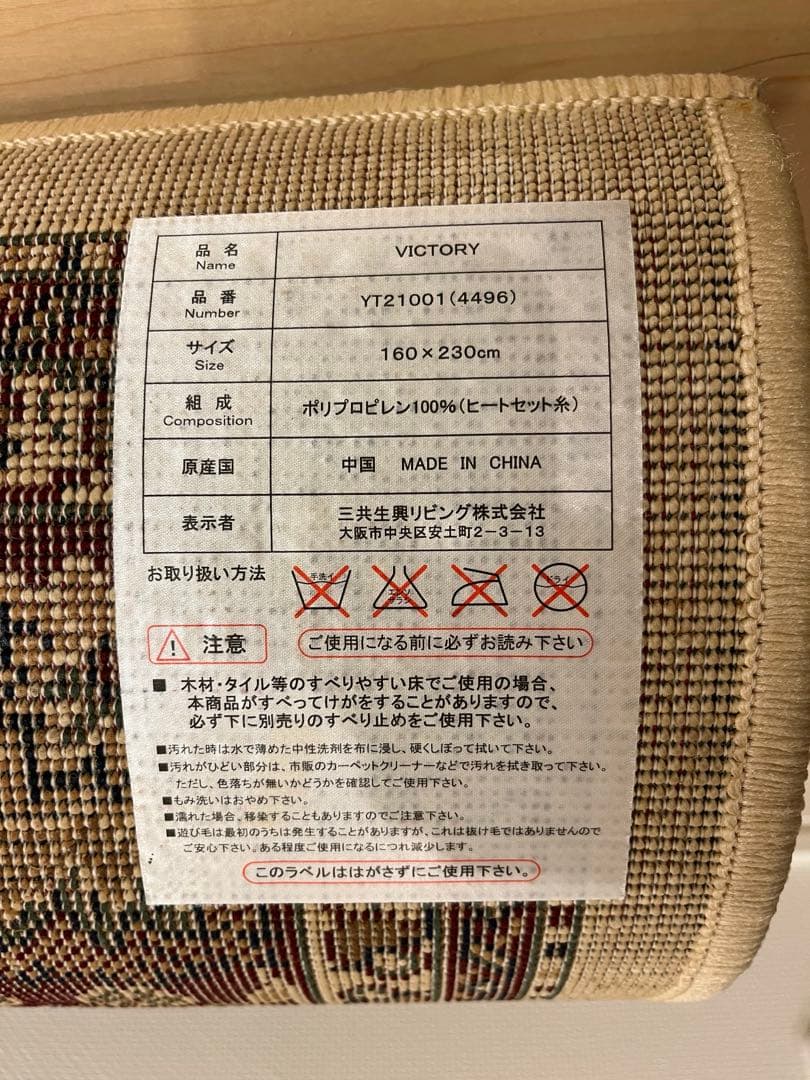 品名 VICTORY
Name
品番 YT21001(4496)
Number
サイズ 160×230cm
Size
組成 ポリプロピレン100%(ヒートセット糸)
Composition
原産国 中国 MADE IN CHINA
表示者 三共生興リビング株式会社
大阪市中央区安土町2-3-13
お取り扱い方法 手洗イ エンソサラシ ドライ
注意 ご使用になる前に必ずお読み下さい
■ 木材・タイル等のすべりやすい床でご使用の場合、
本商品がすべってけがをすることがありますので、
必ず下に別売りのすべり止めをご使用下さい。
■汚れた時は水で薄めた中性洗剤を布に浸し、硬くしぼって拭いて下さい。
■汚れがひどい部分は、市販のカーペットクリーナーなどで汚れを拭き取って下さい。
ただし、色落ちが無いかどうかを確認してご使用下さい。
■もみ洗いはおやめ下さい。
■濡れた場合、移染することもありますのでご注意下さい。
■遊び毛は最初のうちは発生することがありますが、これは抜け毛ではありませんので
ご安心下さい。ある程度ご使用になるにつれ減少します。
このラベルははがさずにご使用下さい。